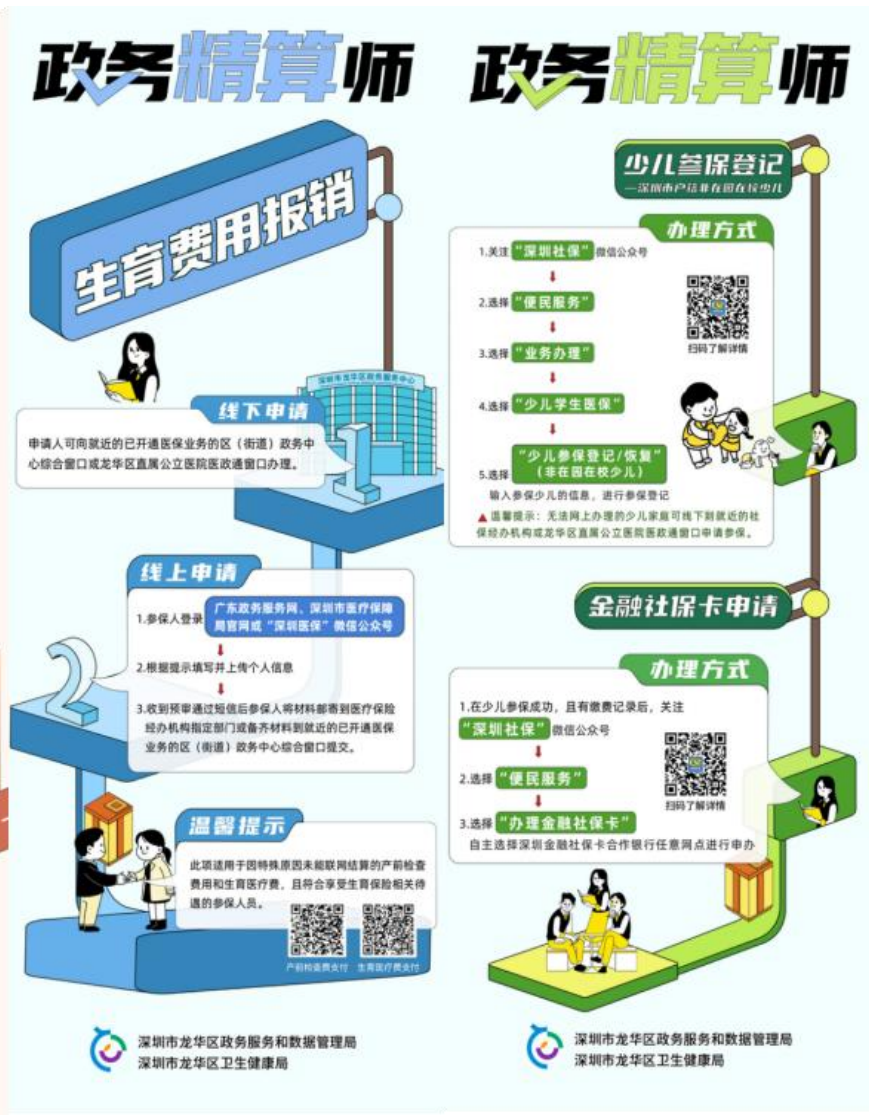 政务精算师
生育费用报销
深圳市龙华区政务服务中心
线下申请
申请人可向就近的已开通医保业务的区（街道）政务中
心综合窗口或龙华区直属公立医院医政通窗口办理。
1
线上申请
1.参保人登录
广东政务服务网、深圳市医疗保障
局官网或“深圳医保”微信公众号
2.根据提示填写并上传个人信息
3.收到预审通过短信后参保人将材料邮寄到医疗保险
经办机构指定部门或备齐材料到就近的已开通医保
业务的区（街道）政务中心综合窗口提交。
2
温馨提示
此项适用于因特殊原因未能联网结算的产前检查
费用和生育医疗费，且符合享受生育保险相关待
遇的参保人员。
产前检查费支付 生育医疗费支付
深圳市龙华区政务服务和数据管理局
深圳市龙华区卫生健康局
政务精算师
少儿参保登记
—深圳市户籍非在园在校少儿
办理方式
1.关注“深圳社保”微信公众号
2.选择“便民服务”
3.选择“业务办理”
4.选择“少儿学生医保”
5.选择“少儿参保登记/恢复”
（非在园在校少儿）
输入参保少儿的信息，进行参保登记
扫码了解详情
▲温馨提示：无法网上办理的少儿家庭可线下到就近的社
保经办机构或龙华区直属公立医院医政通窗口申请参保。
金融社保卡申请
办理方式
1.在少儿参保成功，且有缴费记录后，关注
“深圳社保”微信公众号
2.选择“便民服务”
3.选择“办理金融社保卡”
自主选择深圳金融社保卡合作银行任意网点进行申办
扫码了解详情
深圳市龙华区政务服务和数据管理局
深圳市龙华区卫生健康局